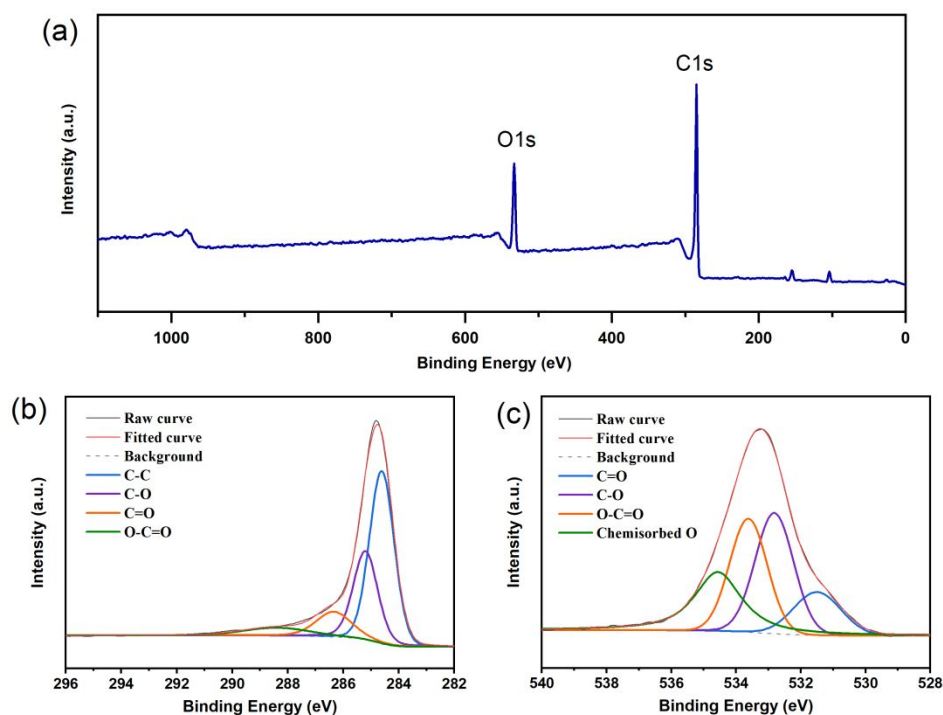 (a)
C1s
O1s
Intensity (a.u.)
1000 800 600 400 200 0
Binding Energy (eV)
(b)
Raw curve
Fitted curve
Background
C-C
C-O
C=O
O-C=O
Intensity (a.u.)
296 294 292 290 288 286 284 282
Binding Energy (eV)
(c)
Raw curve
Fitted curve
Background
C=O
C-O
O-C=O
Chemisorbed O
Intensity (a.u.)
540 538 536 534 532 530 528
Binding Energy (eV)